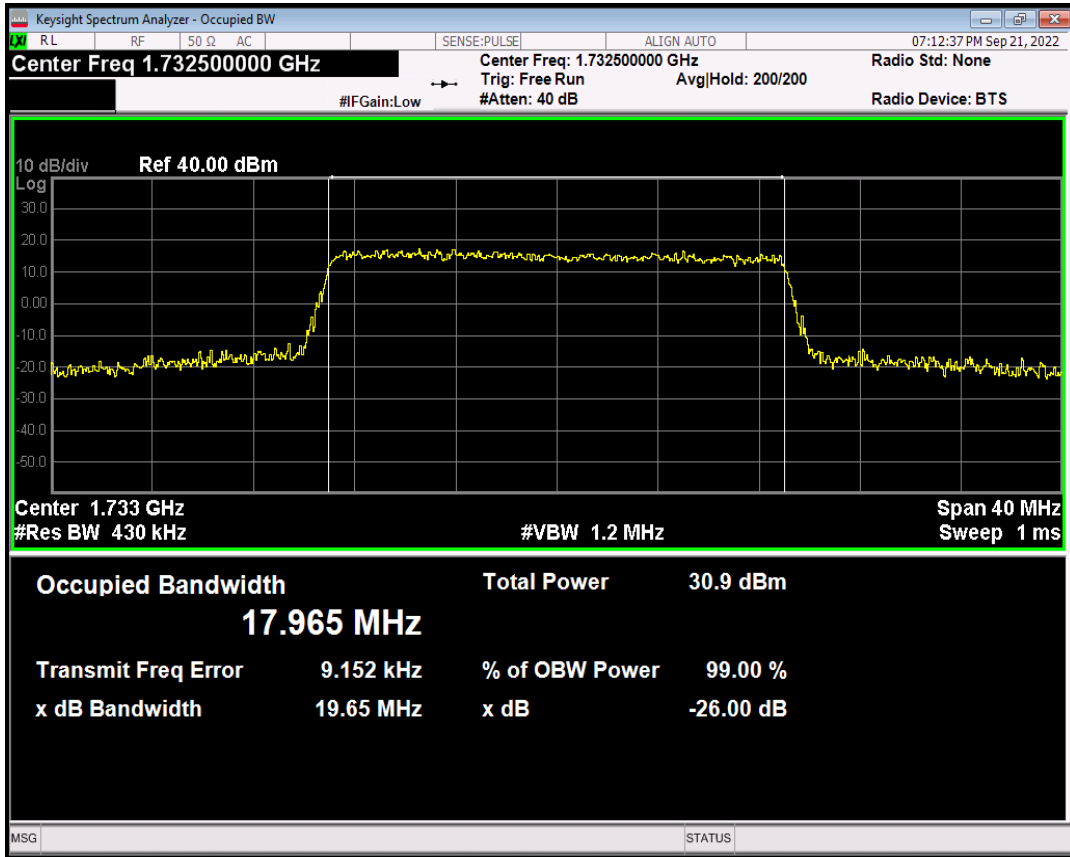 Keysight Spectrum Analyzer - Occupied BW
LXI RL RF 50 Ω AC SENSE:PULSE ALIGN AUTO 07:12:37 PM Sep 21, 2022
Center Freq 1.732500000 GHz Center Freq: 1.732500000 GHz Radio Std: None
Trig: Free Run Avg|Hold: 200/200
#IFGain:Low #Atten: 40 dB Radio Device: BTS
10 dB/div Ref 40.00 dBm
Log
30.0
20.0
10.0
0.00
-10.0
-20.0
-30.0
-40.0
-50.0
Center 1.733 GHz Span 40 MHz
#Res BW 430 kHz #VBW 1.2 MHz Sweep 1 ms
Occupied Bandwidth Total Power 30.9 dBm
17.965 MHz
Transmit Freq Error 9.152 kHz % of OBW Power 99.00 %
x dB Bandwidth 19.65 MHz x dB -26.00 dB
MSG STATUS